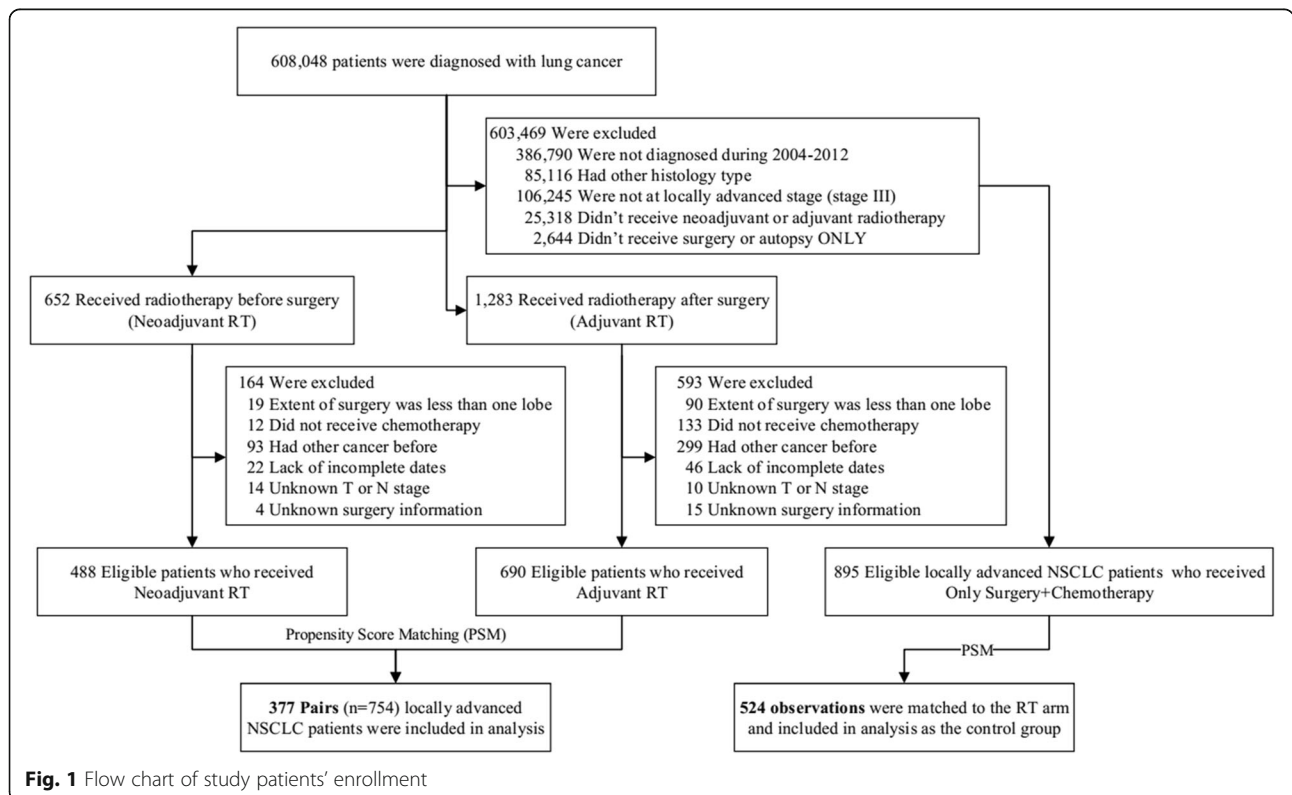 608,048 patients were diagnosed with lung cancer
603,469 Were excluded
386,790 Were not diagnosed during 2004-2012
85,116 Had other histology type
106,245 Were not at locally advanced stage (stage III)
25,318 Didn't receive neoadjuvant or adjuvant radiotherapy
2,644 Didn't receive surgery or autopsy ONLY
652 Received radiotherapy before surgery
(Neoadjuvant RT)
1,283 Received radiotherapy after surgery
(Adjuvant RT)
164 Were excluded
19 Extent of surgery was less than one lobe
12 Did not receive chemotherapy
93 Had other cancer before
22 Lack of incomplete dates
14 Unknown T or N stage
4 Unknown surgery information
593 Were excluded
90 Extent of surgery was less than one lobe
133 Did not receive chemotherapy
299 Had other cancer before
46 Lack of incomplete dates
10 Unknown T or N stage
15 Unknown surgery information
488 Eligible patients who received
Neoadjuvant RT
690 Eligible patients who received
Adjuvant RT
895 Eligible locally advanced NSCLC patients who received
Only Surgery+Chemotherapy
Propensity Score Matching (PSM)
PSM
377 Pairs (n=754) locally advanced
NSCLC patients were included in analysis
524 observations were matched to the RT arm
and included in analysis as the control group
Fig. 1 Flow chart of study patients' enrollment